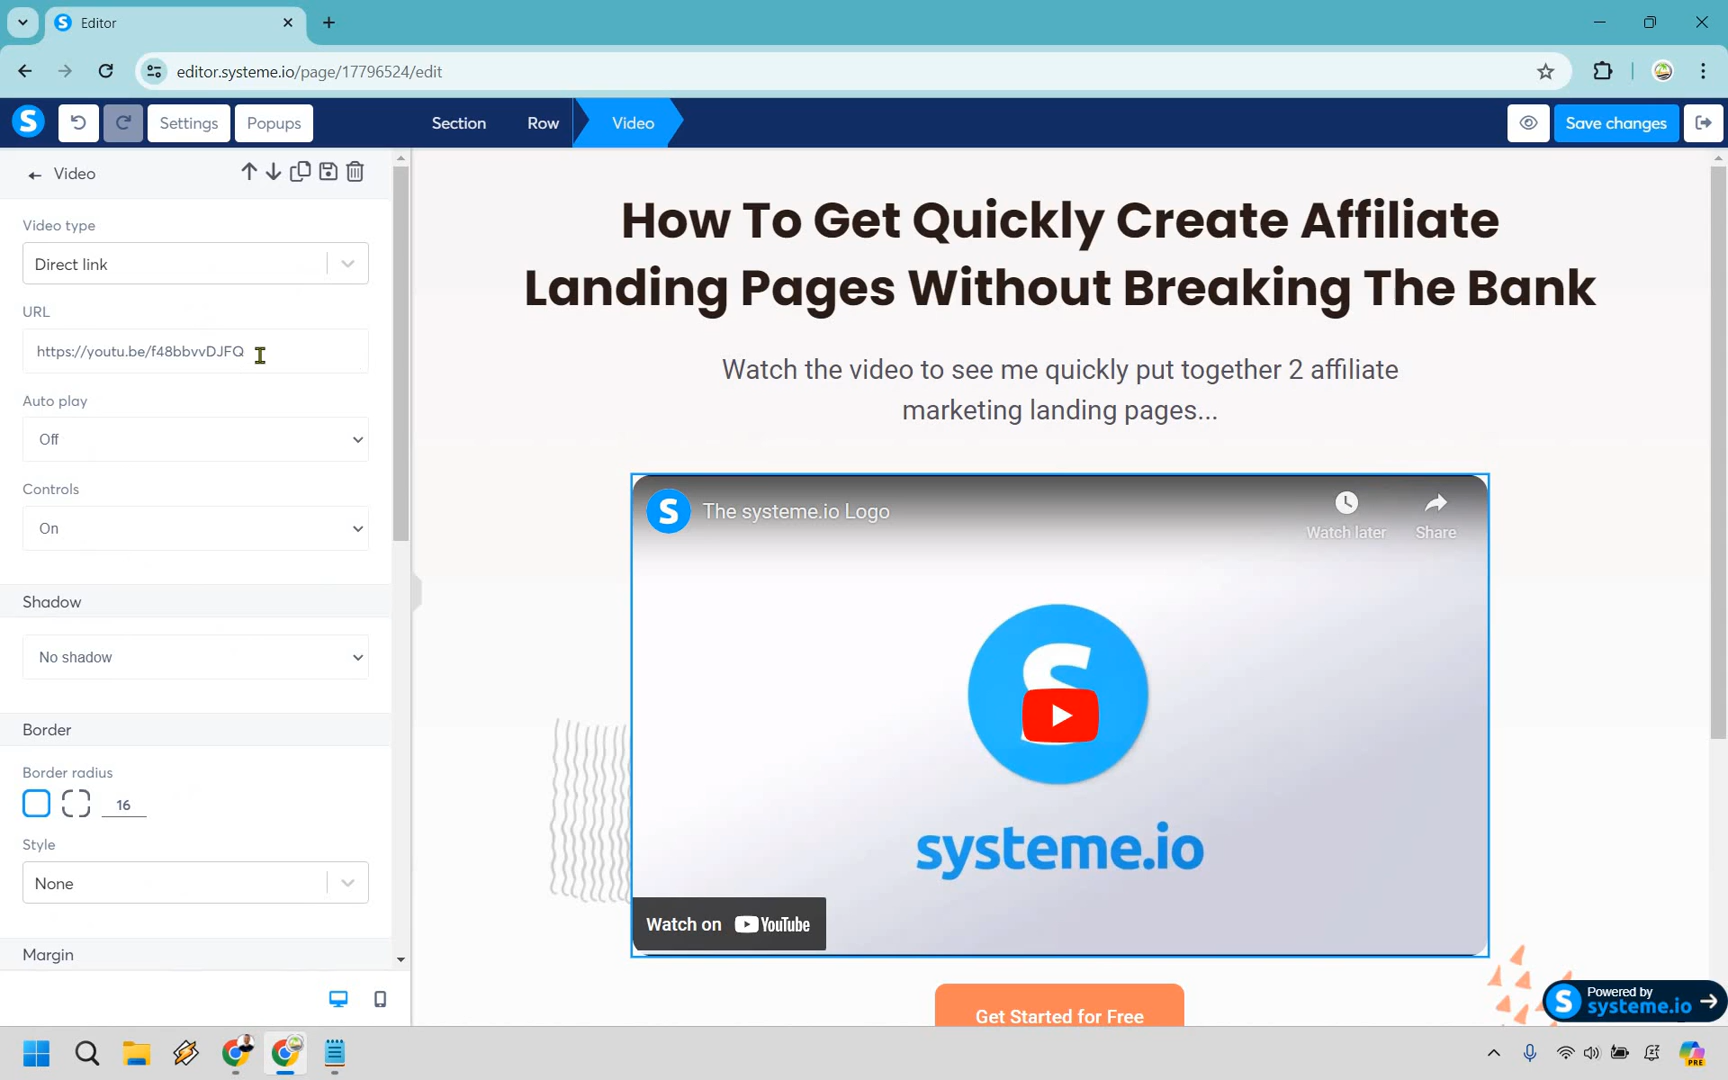 Editor
editor.systeme.io/page/17796524/edit
Settings
Popups
Section
Row
Video
Save changes
Video
Video type
Direct link
URL
https://youtu.be/f48bbvvDJFQ
Auto play
Off
Controls
On
Shadow
No shadow
Border
Border radius
16
Style
None
Margin
How To Get Quickly Create Affiliate
Landing Pages Without Breaking The Bank
Watch the video to see me quickly put together 2 affiliate
marketing landing pages...
The systeme.io Logo
Watch later
Share
systeme.io
Watch on YouTube
Get Started for Free
Powered by
systeme.io
PRE